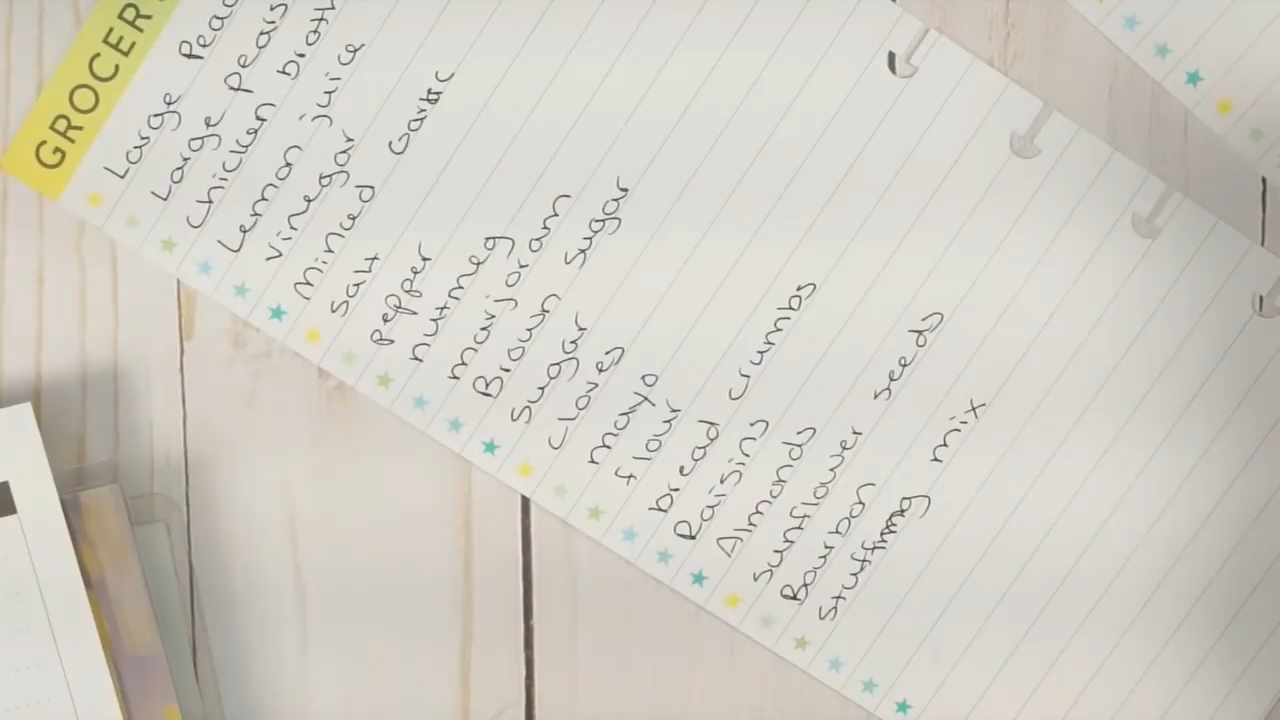 GROCER
Large Peac
Large pears
Chicken broth
Lemon juice
vinegar
Minced Garlic
Salt
pepper
nutmeg
marjoram
Brown sugar
Sugar
Cloves
mayo
flour
bread crumbs
Raisins
Almonds
sunflower seeds
Bourbon
Stuffing mix